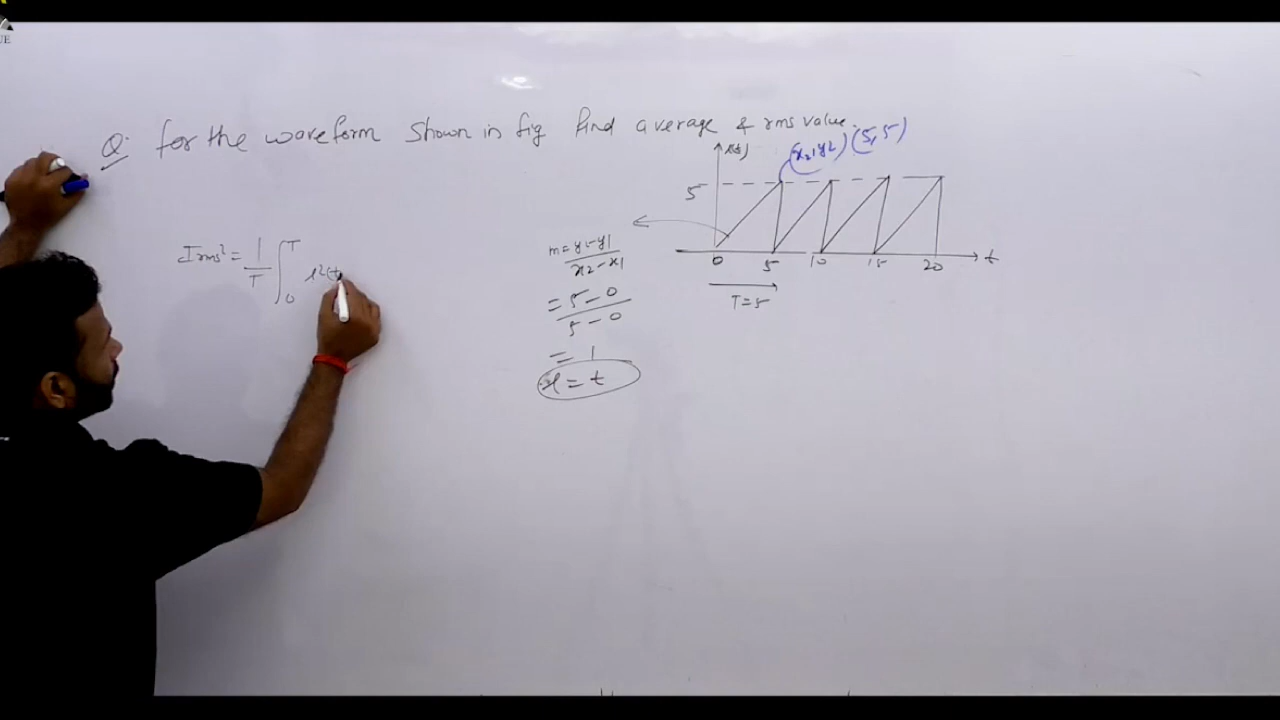 Q. for the waveform shown in fig find average & rms value.
i(t)
(x2,y2) (5,5)
5
0 5 10 15 20 t
T=5
Irms² = 1/T ∫₀ᵀ i²(t
m = y2-y1 / x2-x1
= 5-0 / 5-0
= 1
i = t